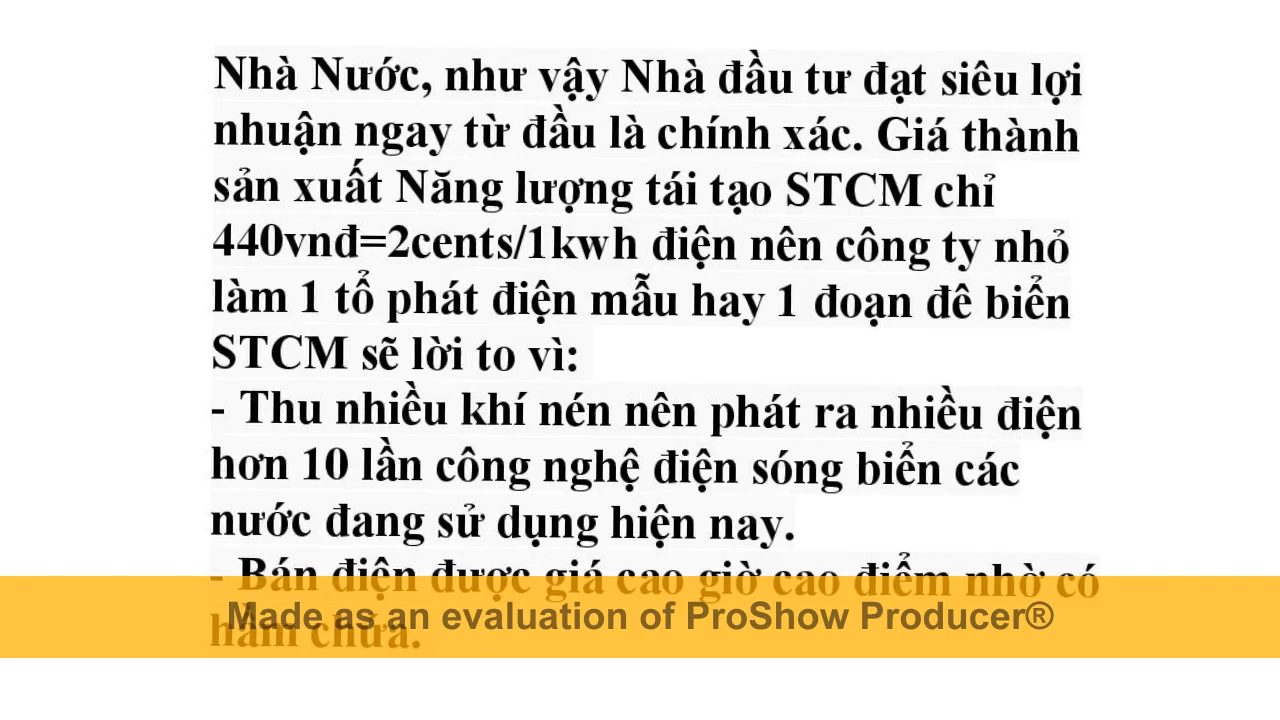 Nhà Nước, như vậy Nhà đầu tư đạt siêu lợi
nhuận ngay từ đầu là chính xác. Giá thành
sản xuất Năng lượng tái tạo STCM chỉ
440vnđ=2cents/1kwh điện nên công ty nhỏ
làm 1 tổ phát điện mẫu hay 1 đoạn đê biển
STCM sẽ lời to vì:
- Thu nhiều khí nén nên phát ra nhiều điện
hơn 10 lần công nghệ điện sóng biển các
nước đang sử dụng hiện nay.
- Bán điện được giá cao giờ cao điểm nhờ có
Made as an evaluation of ProShow Producer®
hầm chứa.